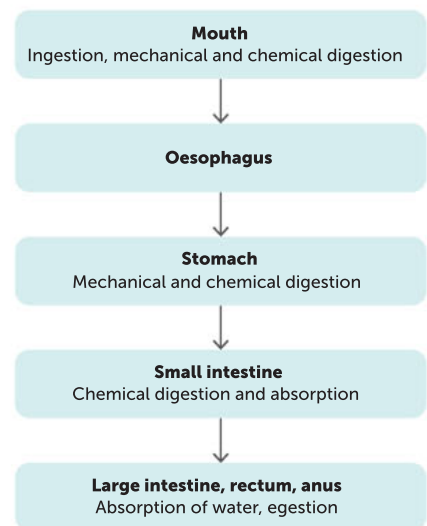 Mouth
Ingestion, mechanical and chemical digestion
Oesophagus
Stomach
Mechanical and chemical digestion
Small intestine
Chemical digestion and absorption
Large intestine, rectum, anus
Absorption of water, egestion